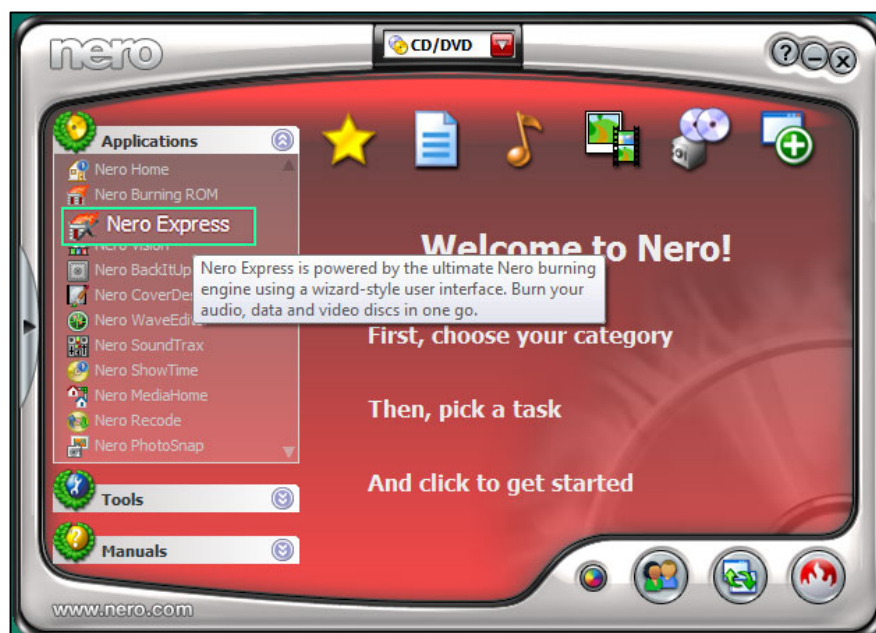 nero
CD/DVD
Applications
Nero Home
Nero Burning ROM
Nero Express
Nero Vision
Nero BackItUp
Nero CoverDe
Nero WaveEdit
Nero SoundTrax
Nero ShowTime
Nero MediaHome
Nero Recode
Nero PhotoSnap
Tools
Manuals
Welcome to Nero!
Nero Express is powered by the ultimate Nero burning
engine using a wizard-style user interface. Burn your
audio, data and video discs in one go.
First, choose your category
Then, pick a task
And click to get started
www.nero.com